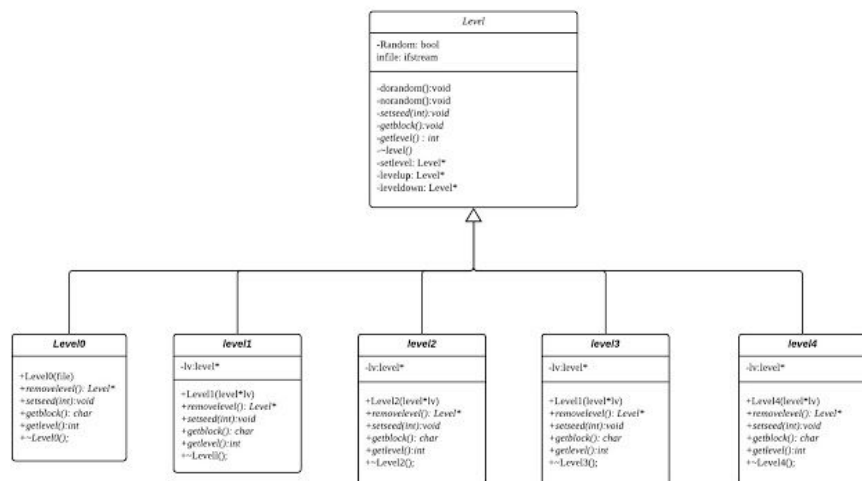 Level
-Random: bool
infile: ifstream
-dorandom():void
-norandom():void
-setseed(int):void
-getblock():void
-getlevel() : int
-~level()
-setlevel: Level*
-levelup: Level*
-leveldown: Level*
Level0
+Level0(file)
+removelevel(): Level*
+setseed(int):void
+getblock(): char
+getlevel():int
+~Level0();
level1
-lv:level*
+Level1(level*lv)
+removelevel(): Level*
+setseed(int):void
+getblock(): char
+getlevel():int
+~Level1();
level2
-lv:level*
+Level2(level*lv)
+removelevel(): Level*
+setseed(int):void
+getblock(): char
+getlevel():int
+~Level2();
level3
-lv:level*
+Level1(level*lv)
+removelevel(): Level*
+setseed(int):void
+getblock(): char
+getlevel():int
+~Level3();
level4
-lv:level*
+Level4(level*lv)
+removelevel(): Level*
+setseed(int):void
+getblock(): char
+getlevel():int
+~Level4();